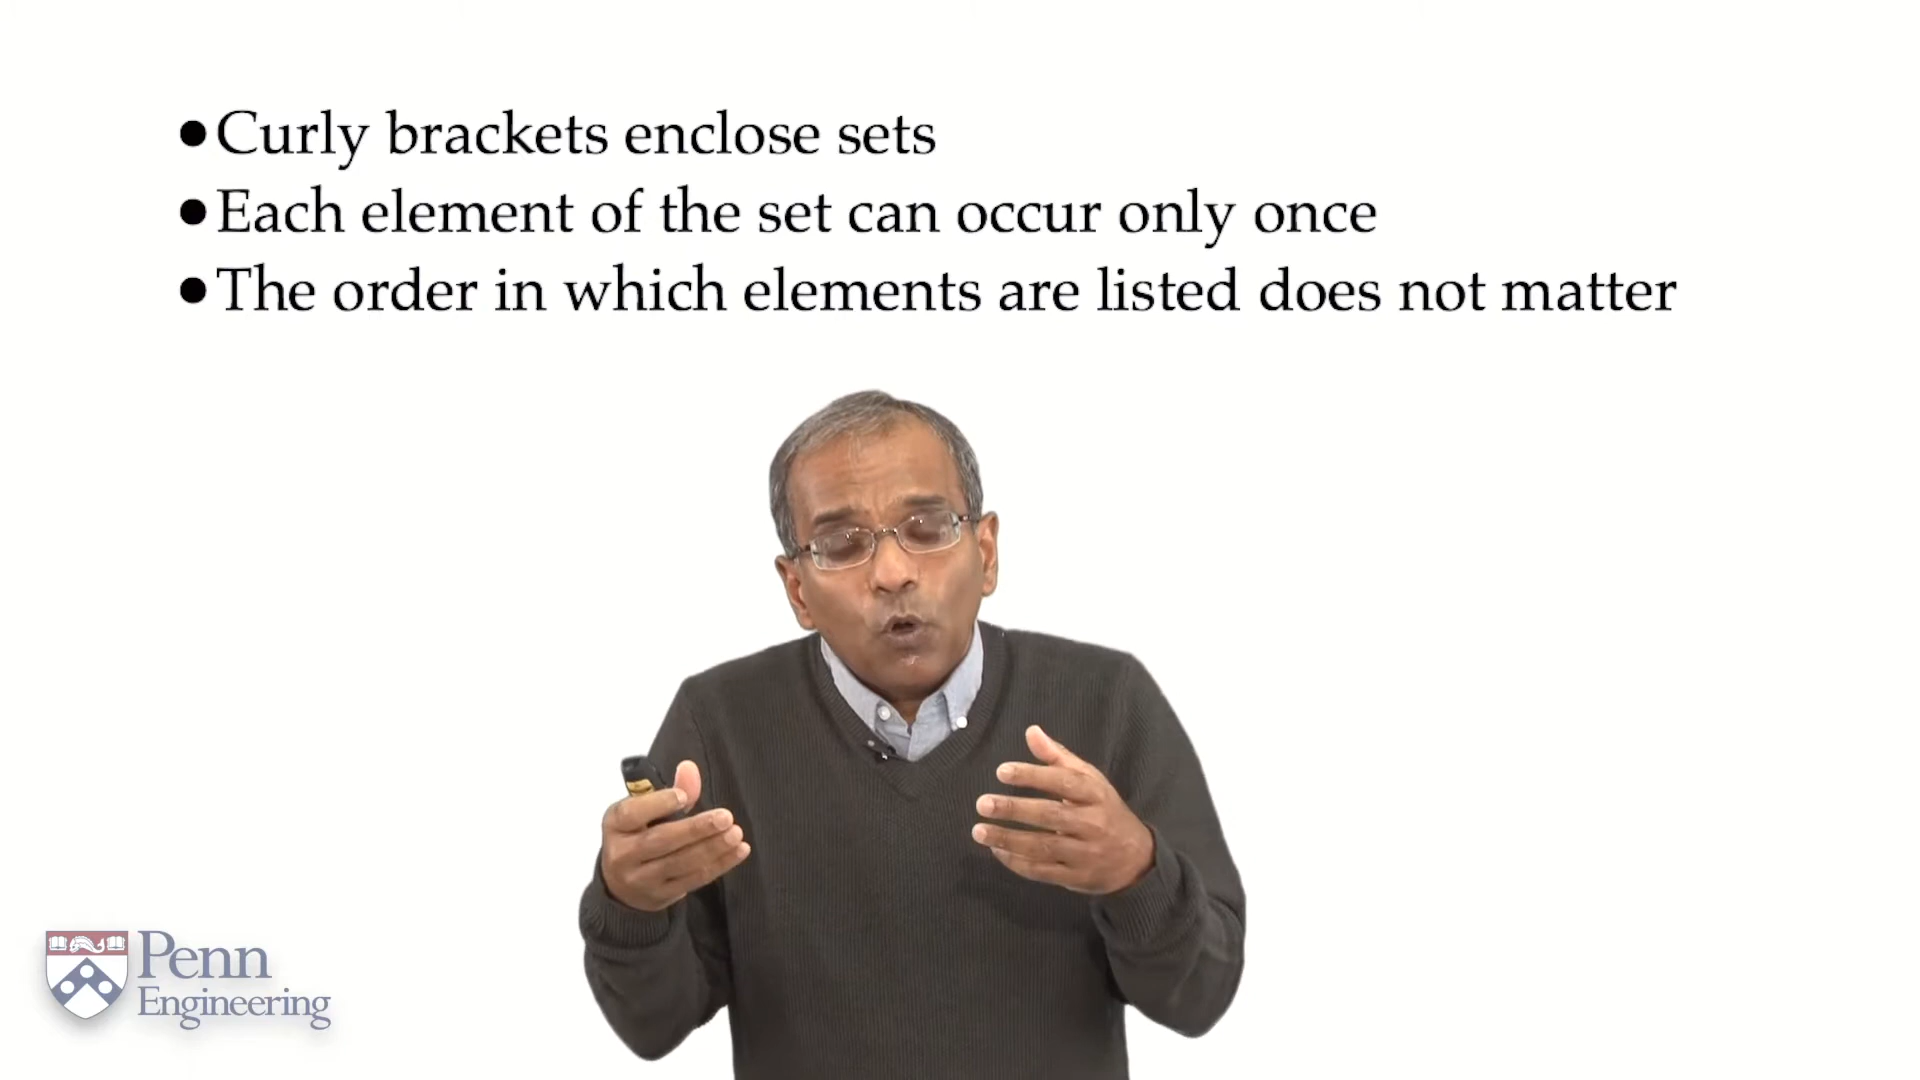 ●Curly brackets enclose sets
●Each element of the set can occur only once
●The order in which elements are listed does not matter
Penn
Engineering